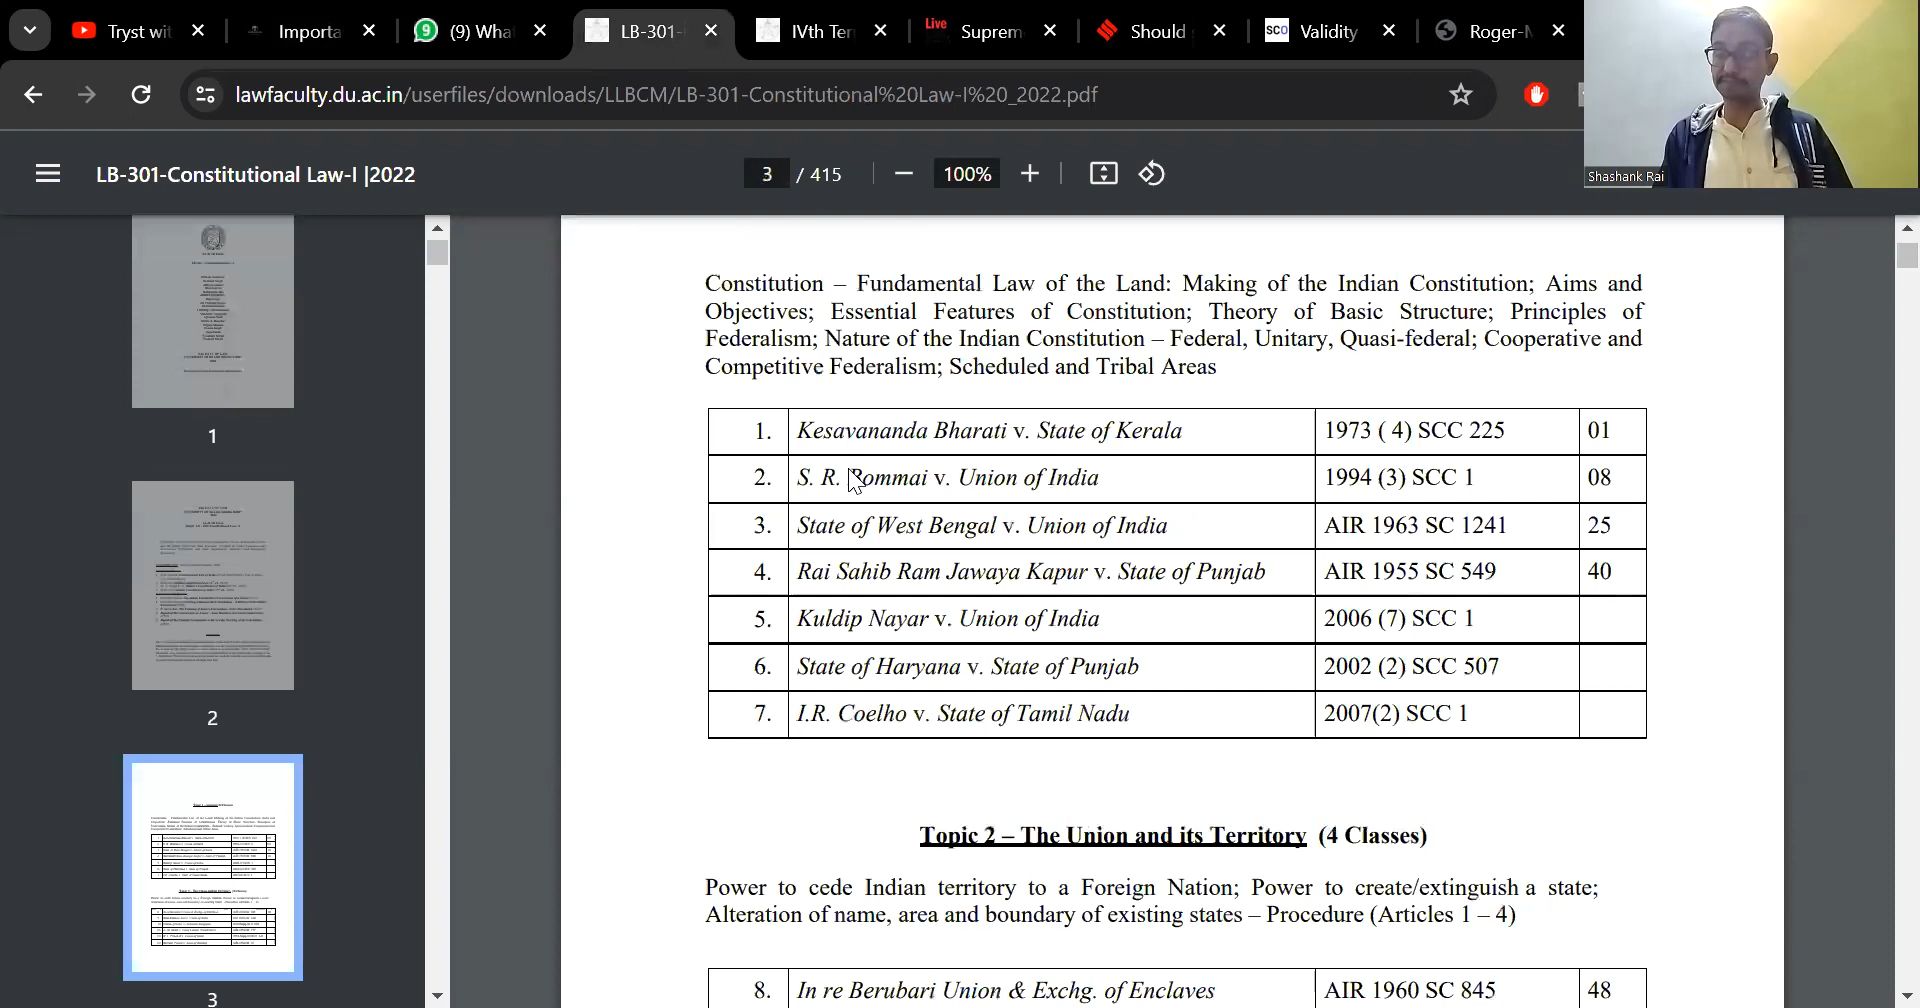 Tryst wit
Importa
(9) Wha
LB-301-
IVth Ter
Live
Suprem
Should
SCO
Validity
Roger-M
lawfaculty.du.ac.in/userfiles/downloads/LLBCM/LB-301-Constitutional%20Law-I%20_2022.pdf
Shashank Rai
LB-301-Constitutional Law-I |2022
3 / 415
100%
1
2
3
Constitution – Fundamental Law of the Land: Making of the Indian Constitution; Aims and
Objectives; Essential Features of Constitution; Theory of Basic Structure; Principles of
Federalism; Nature of the Indian Constitution – Federal, Unitary, Quasi-federal; Cooperative and
Competitive Federalism; Scheduled and Tribal Areas
1. Kesavananda Bharati v. State of Kerala 1973 ( 4) SCC 225 01
2. S. R. Bommai v. Union of India 1994 (3) SCC 1 08
3. State of West Bengal v. Union of India AIR 1963 SC 1241 25
4. Rai Sahib Ram Jawaya Kapur v. State of Punjab AIR 1955 SC 549 40
5. Kuldip Nayar v. Union of India 2006 (7) SCC 1
6. State of Haryana v. State of Punjab 2002 (2) SCC 507
7. I.R. Coelho v. State of Tamil Nadu 2007(2) SCC 1
Topic 2 – The Union and its Territory (4 Classes)
Power to cede Indian territory to a Foreign Nation; Power to create/extinguish a state;
Alteration of name, area and boundary of existing states – Procedure (Articles 1 – 4)
8. In re Berubari Union & Exchg. of Enclaves AIR 1960 SC 845 48